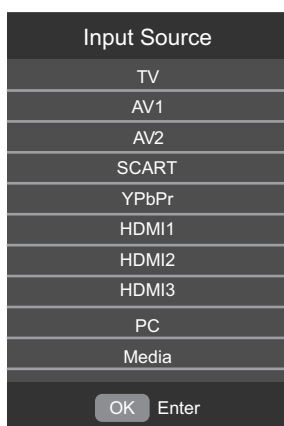 Input Source
TV
AV1
AV2
SCART
YPbPr
HDMI1
HDMI2
HDMI3
PC
Media
OK Enter